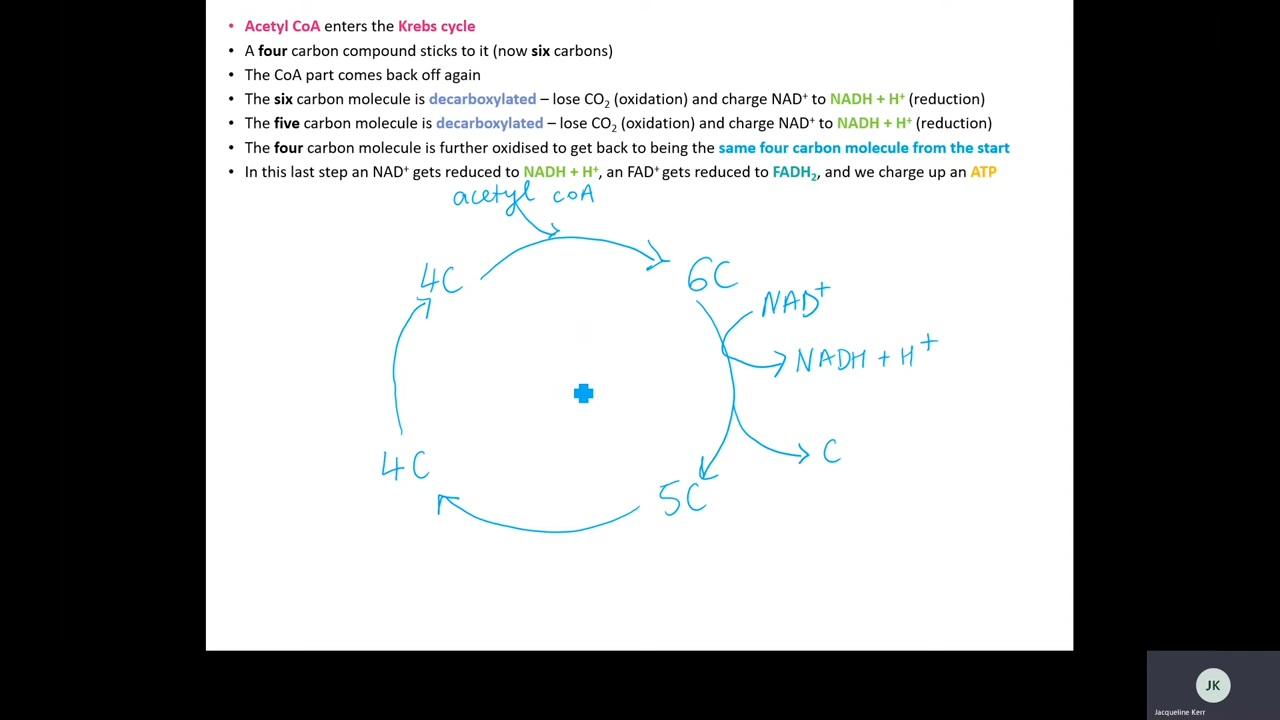 • Acetyl CoA enters the Krebs cycle
• A four carbon compound sticks to it (now six carbons)
• The CoA part comes back off again
• The six carbon molecule is decarboxylated – lose CO₂ (oxidation) and charge NAD⁺ to NADH + H⁺ (reduction)
• The five carbon molecule is decarboxylated – lose CO₂ (oxidation) and charge NAD⁺ to NADH + H⁺ (reduction)
• The four carbon molecule is further oxidised to get back to being the same four carbon molecule from the start
• In this last step an NAD⁺ gets reduced to NADH + H⁺, an FAD⁺ gets reduced to FADH₂, and we charge up an ATP
acetyl coA
4C
6C
NAD⁺
NADH + H⁺
C
4C
5C
JK
Jacqueline Kerr